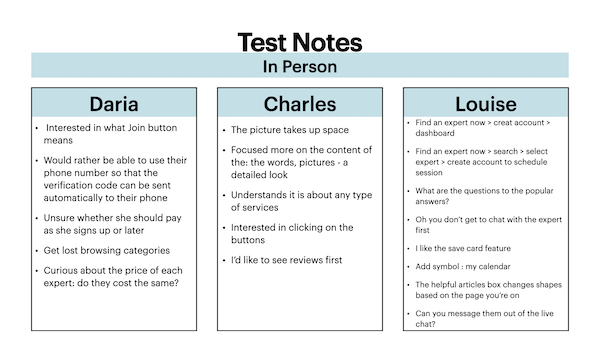 Test Notes
In Person
Daria
• Interested in what Join button
means
• Would rather be able to use their
phone number so that the
verification code can be sent
automatically to their phone
• Unsure whether she should pay
as she signs up or later
• Get lost browsing categories
• Curious about the price of each
expert: do they cost the same?
Charles
• The picture takes up space
• Focused more on the content of
the: the words, pictures - a
detailed look
• Understands it is about any type
of services
• Interested in clicking on the
buttons
• I'd like to see reviews first
Louise
• Find an expert now > creat account >
dashboard
• Find an expert now > search > select
expert > create account to schedule
session
• What are the questions to the popular
answers?
• Oh you don't get to chat with the expert
first
• I like the save card feature
• Add symbol : my calendar
• The helpful articles box changes shapes
based on the page you're on
• Can you message them out of the live
chat?